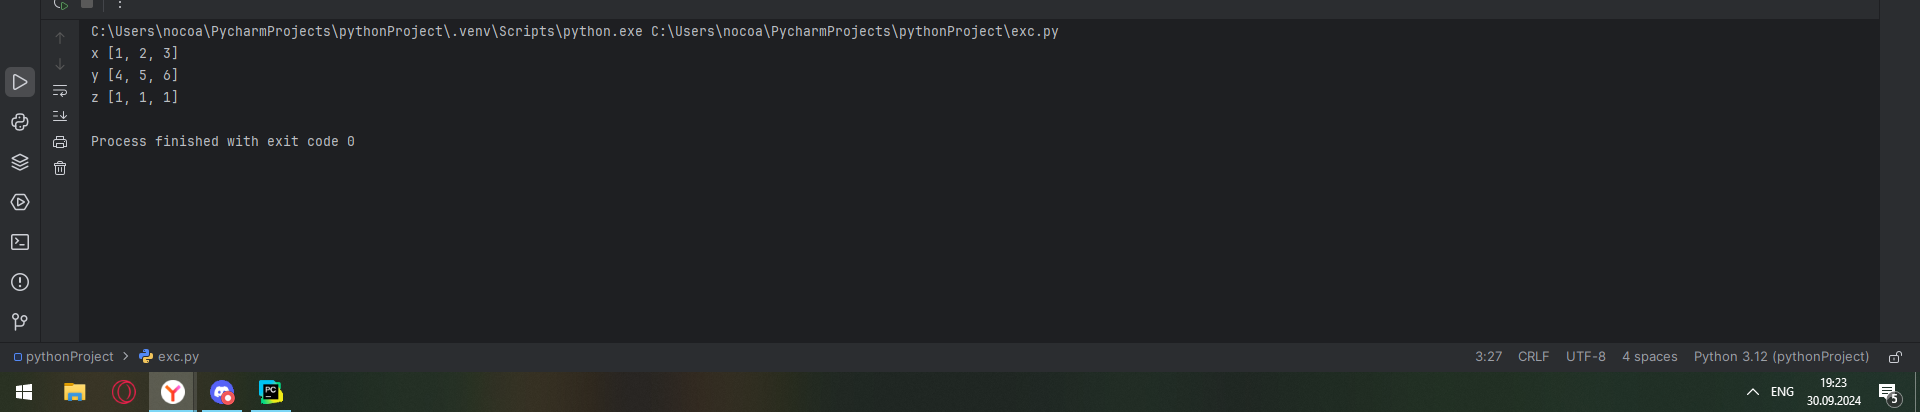 C:\Users\nocoa\PycharmProjects\pythonProject\.venv\Scripts\python.exe C:\Users\nocoa\PycharmProjects\pythonProject\exc.py
x [1, 2, 3]
y [4, 5, 6]
z [1, 1, 1]
Process finished with exit code 0
pythonProject > exc.py 3:27 CRLF UTF-8 4 spaces Python 3.12 (pythonProject)
PC ENG 19:23
30.09.2024 5